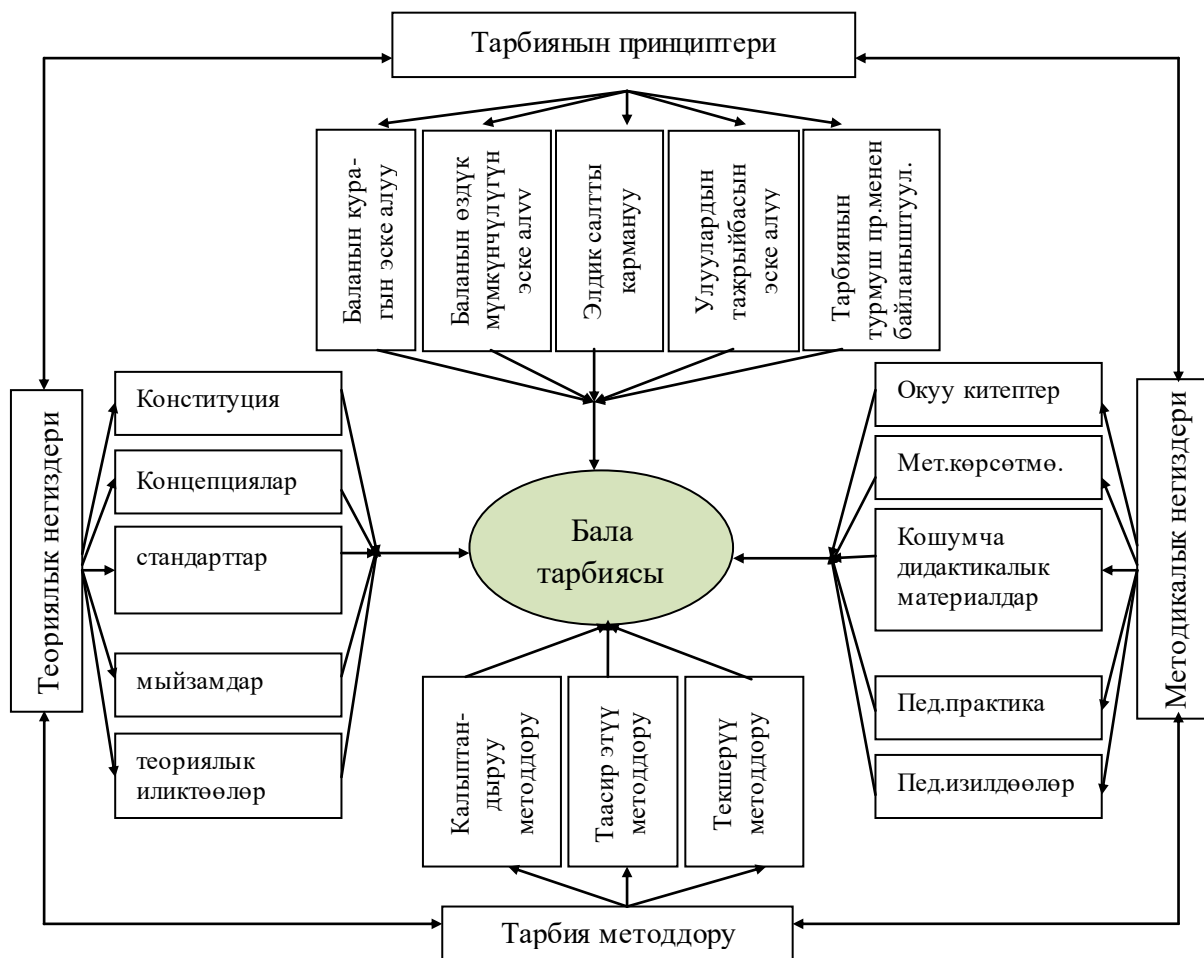 Тарбиянын принциптери
Баланын кура-
гын эске алуу
Баланын өздүк
мүмкүнчүлүгүн
эске алуу
Элдик салтты
кармануу
Улуулардын
тажрыйбасын
эске алуу
Тарбиянын
турмуш пр.менен
байланыштуул.
Теориялык негиздери
Конституция
Концепциялар
стандарттар
мыйзамдар
теориялык
иликтөөлөр
Бала
тарбиясы
Окуу китептер
Мет.көрсөтмө.
Кошумча
дидактикалык
материалдар
Пед.практика
Пед.изилдөөлөр
Методикалык негиздери
Калыптан-
дыруу
методдору
Таасир этүү
методдору
Текшерүү
методдору
Тарбия методдору